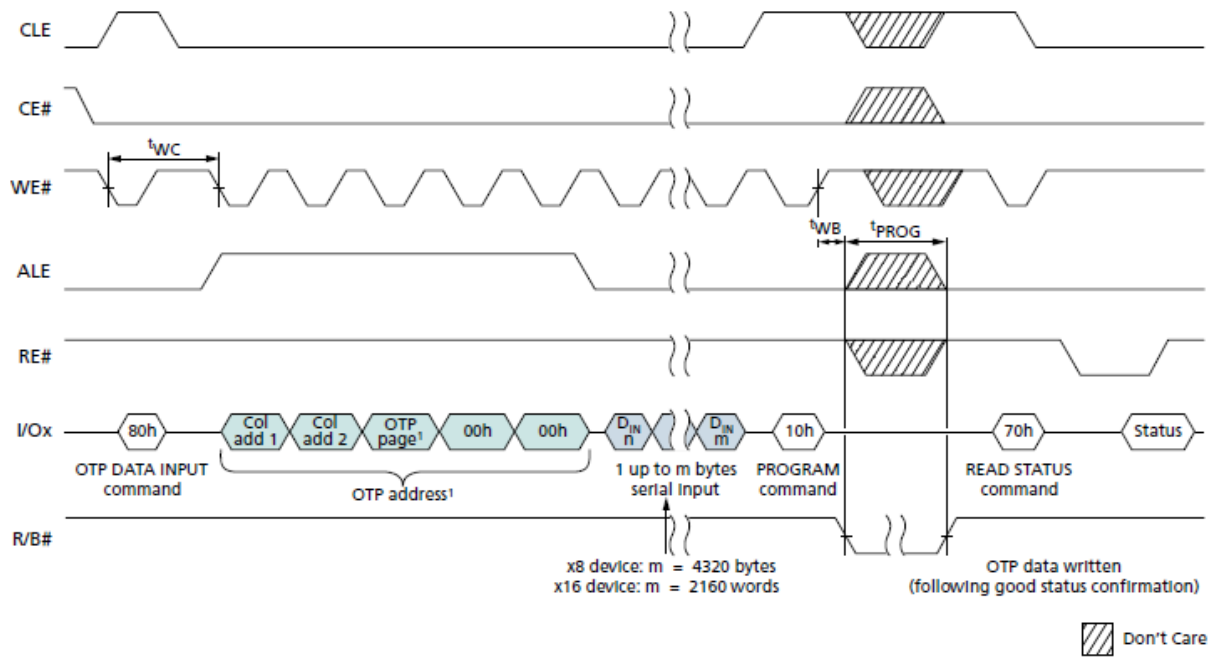 CLE
CE#
tWC
WE#
tWB
tPROG
ALE
RE#
I/Ox
80h
Col
add 1
Col
add 2
OTP
page¹
00h
00h
DIN
n
DIN
m
10h
70h
Status
OTP DATA INPUT
command
OTP address¹
1 up to m bytes
serial input
PROGRAM
command
READ STATUS
command
R/B#
x8 device: m = 4320 bytes
x16 device: m = 2160 words
OTP data written
(following good status confirmation)
Don't Care